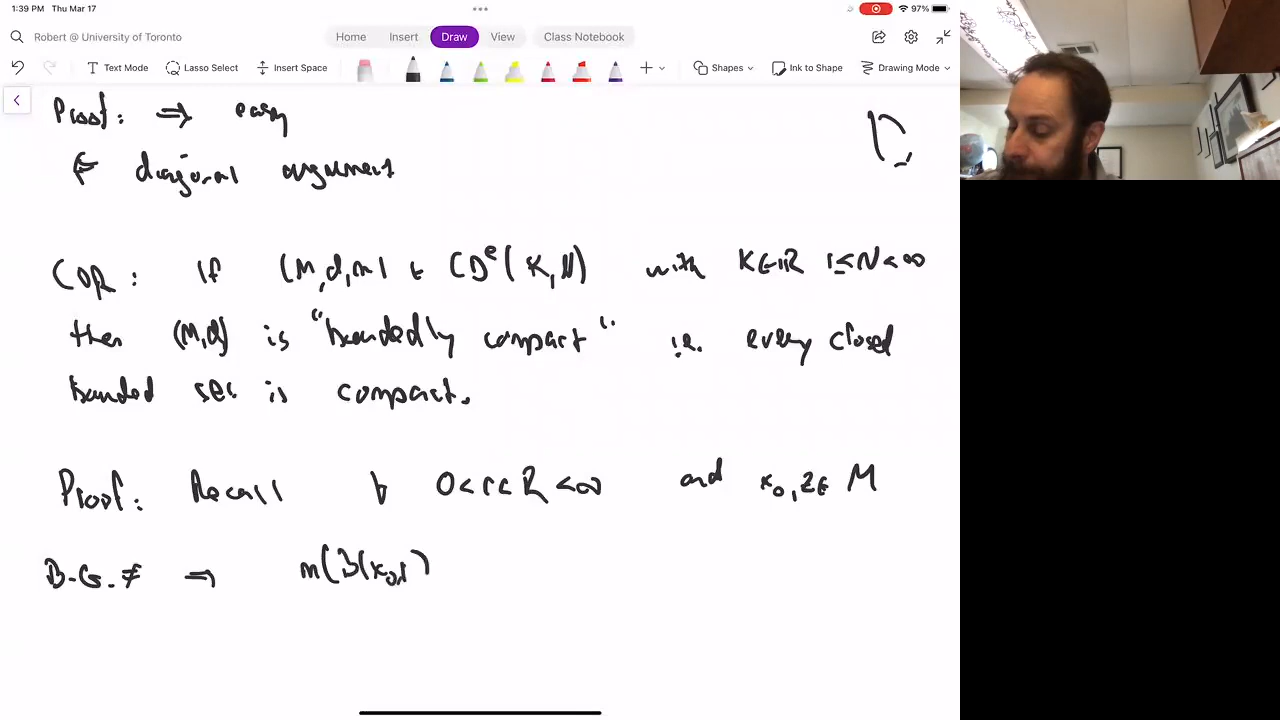 1:39 PM Thu Mar 17
97%
Robert @ University of Toronto
Home Insert Draw View Class Notebook
Text Mode Lasso Select Insert Space Shapes Ink to Shape Drawing Mode
Proof: ⇒ easy
⇐ diagonal argument
COR: If (M,d,m) ∈ CD^e(K,N) with K∈ℝ 1≤N<∞
then (M,d) is "boundedly compact" i.e. every closed
bounded set is compact.
Proof: Recall ∀ 0<r<R<∞ and x₀,z∈ M
B-G. ≠ ⇒ m(B(x₀,r)